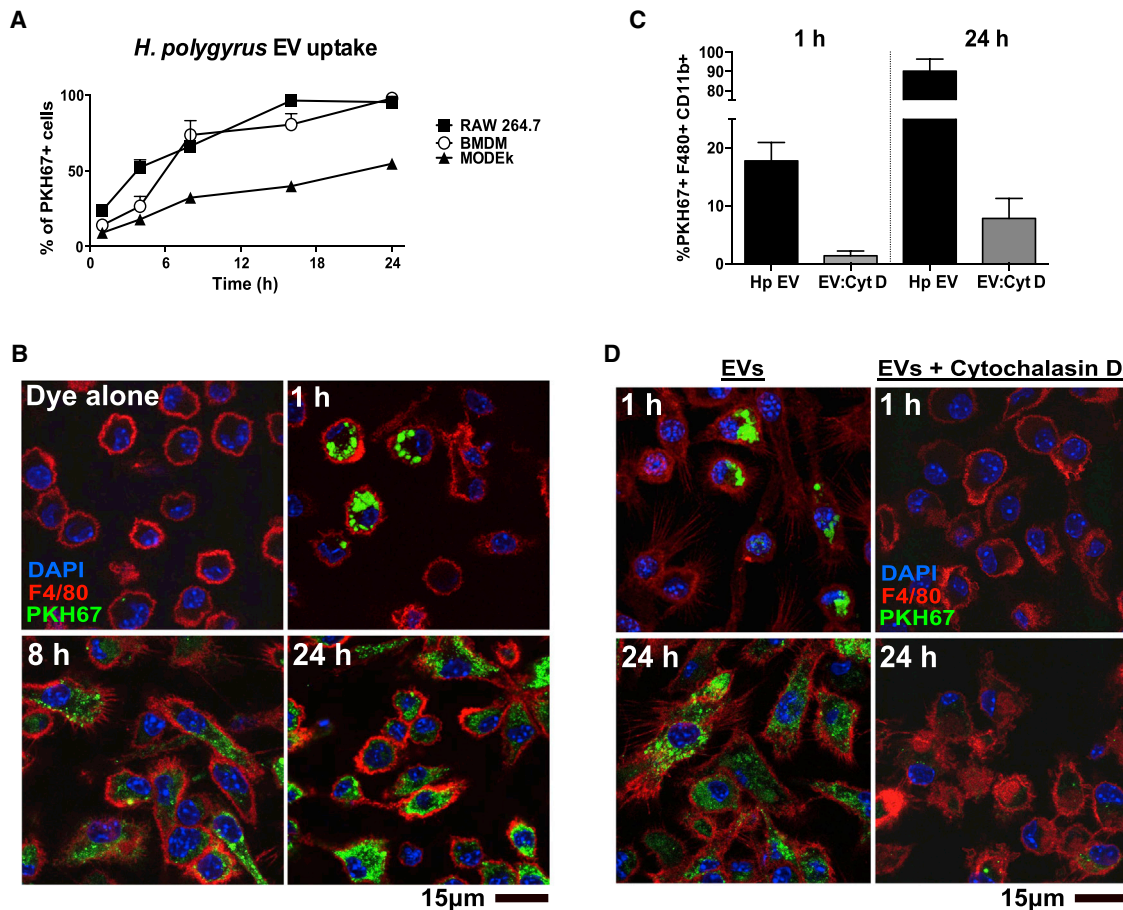 A
H. polygyrus EV uptake
% of PKH67+ cells
100
50
0
0 6 12 18 24
Time (h)
RAW 264.7
BMDM
MODEk
C
1 h 24 h
%PKH67+ F480+ CD11b+
100
90
80
20
10
0
Hp EV EV:Cyt D Hp EV EV:Cyt D
B
Dye alone
DAPI
F4/80
PKH67
1 h
8 h
24 h
15µm
D
EVs EVs + Cytochalasin D
1 h
1 h
DAPI
F4/80
PKH67
24 h
24 h
15µm